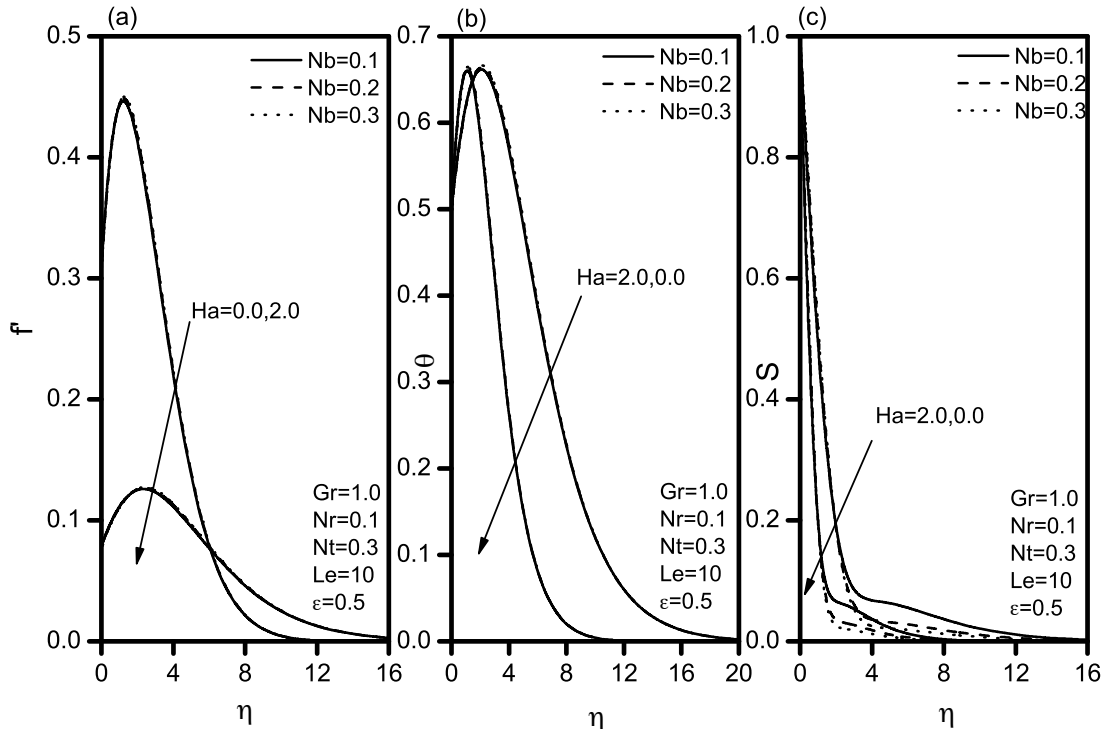 (a)
0.5
0.4
0.3
0.2
0.1
0.0
0 4 8 12 16
f'
η
Nb=0.1
Nb=0.2
Nb=0.3
Ha=0.0,2.0
Gr=1.0
Nr=0.1
Nt=0.3
Le=10
ε=0.5
(b)
0.7
0.6
0.5
0.4
0.3
0.2
0.1
0.0
0 4 8 12 16 20
θ
η
Nb=0.1
Nb=0.2
Nb=0.3
Ha=2.0,0.0
Gr=1.0
Nr=0.1
Nt=0.3
Le=10
ε=0.5
(c)
1.0
0.8
0.6
0.4
0.2
0.0
0 4 8 12 16
S
η
Nb=0.1
Nb=0.2
Nb=0.3
Ha=2.0,0.0
Gr=1.0
Nr=0.1
Nt=0.3
Le=10
ε=0.5